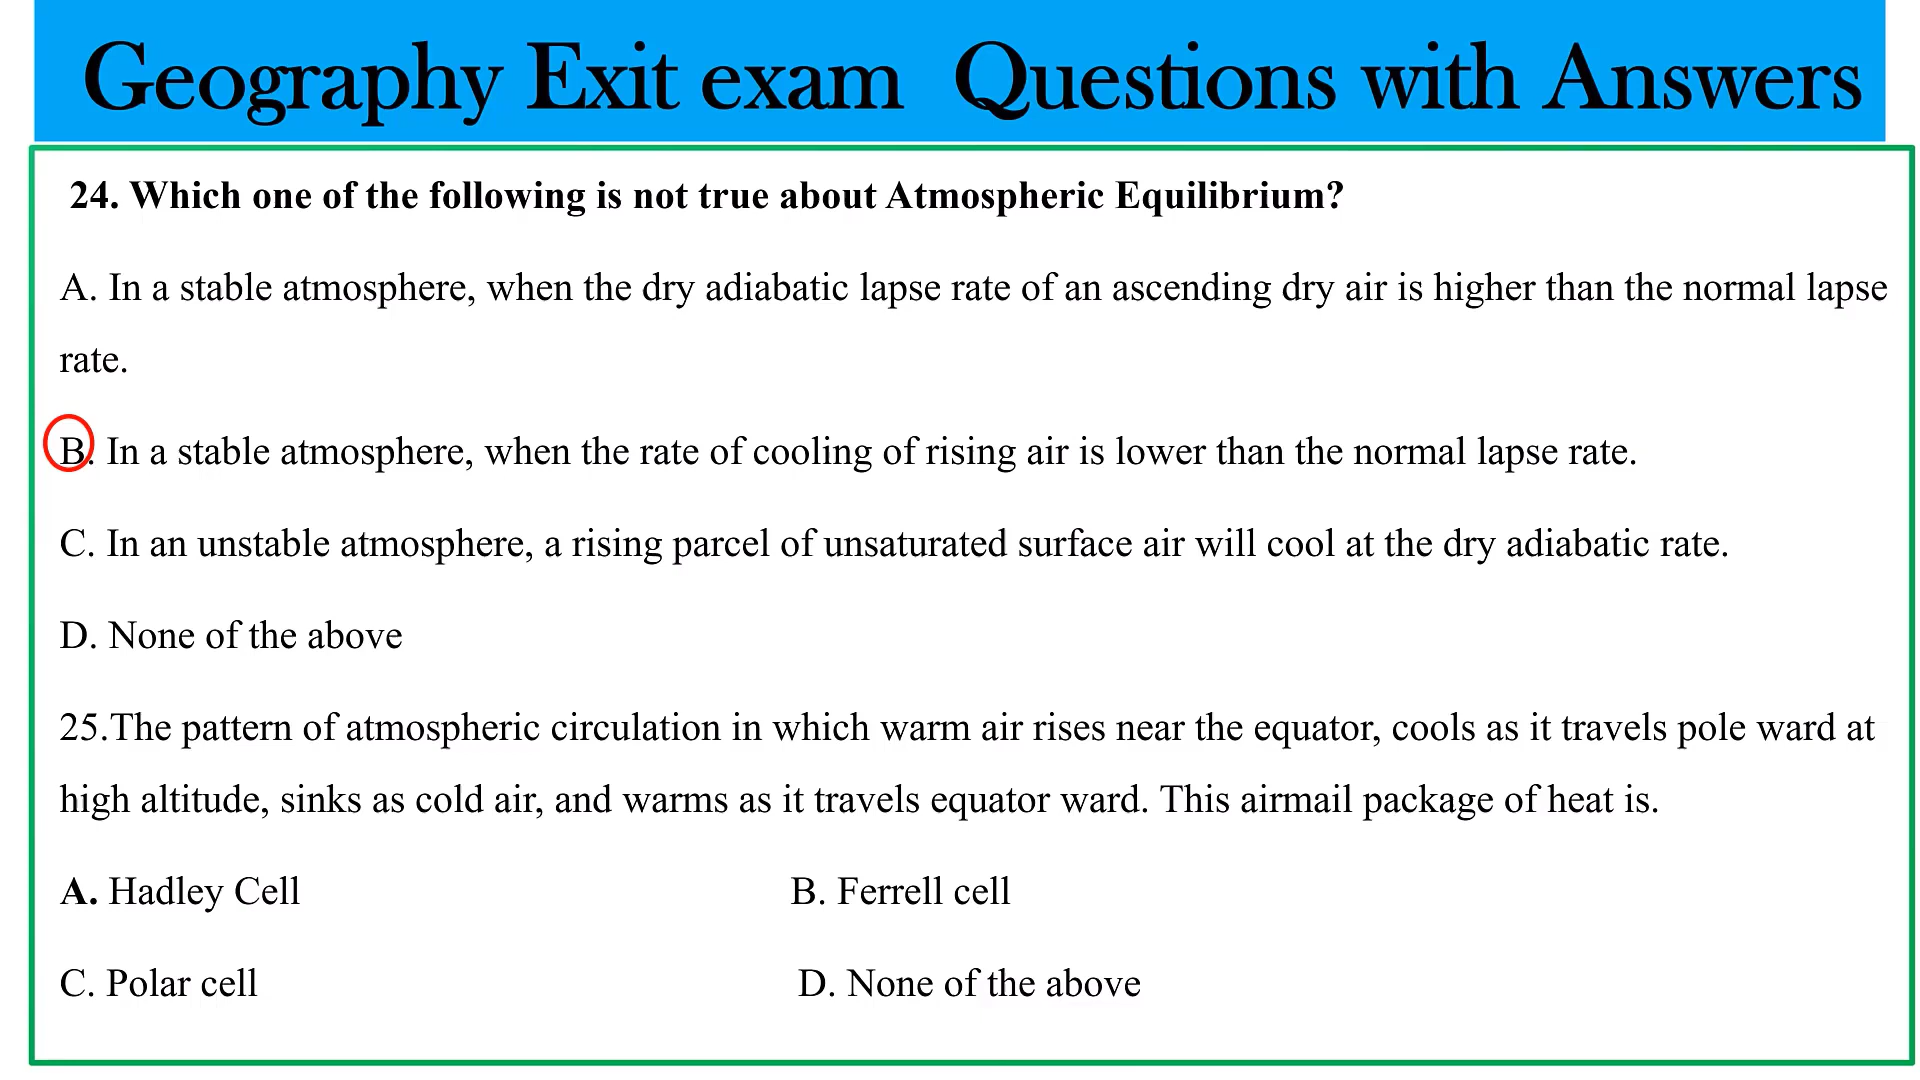 Geography Exit exam Questions with Answers
24. Which one of the following is not true about Atmospheric Equilibrium?
A. In a stable atmosphere, when the dry adiabatic lapse rate of an ascending dry air is higher than the normal lapse
rate.
B. In a stable atmosphere, when the rate of cooling of rising air is lower than the normal lapse rate.
C. In an unstable atmosphere, a rising parcel of unsaturated surface air will cool at the dry adiabatic rate.
D. None of the above
25.The pattern of atmospheric circulation in which warm air rises near the equator, cools as it travels pole ward at
high altitude, sinks as cold air, and warms as it travels equator ward. This airmail package of heat is.
A. Hadley Cell B. Ferrell cell
C. Polar cell D. None of the above